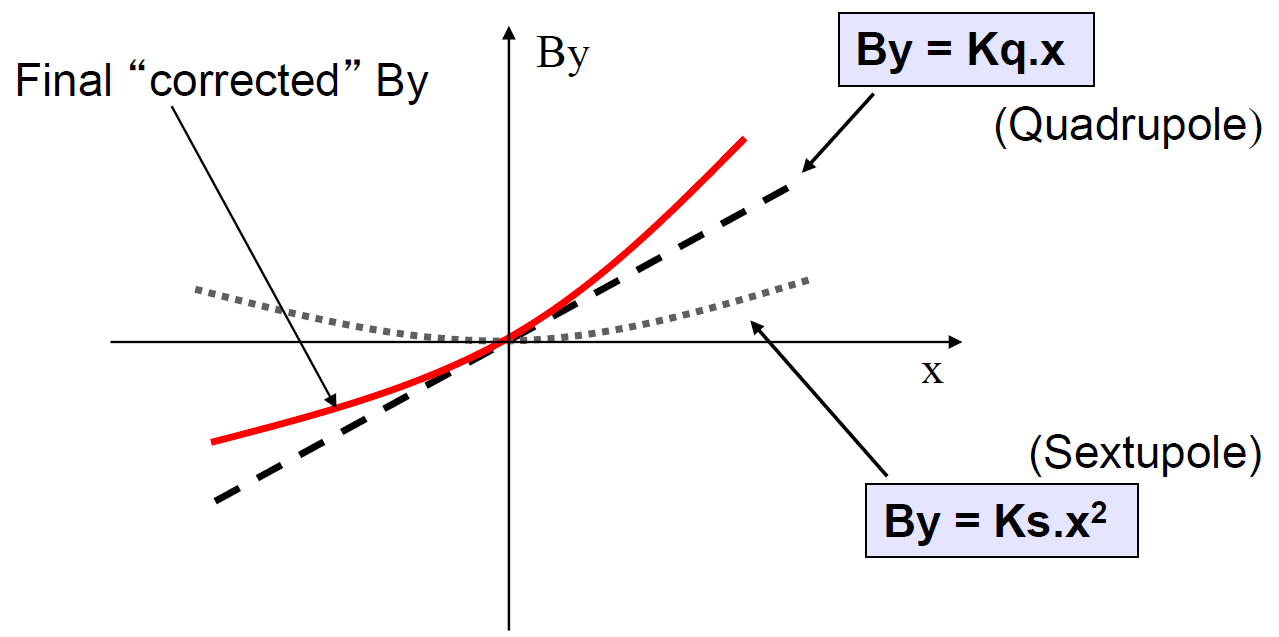 By
By = Kq.x
Final “corrected” By
(Quadrupole)
x
(Sextupole)
By = Ks.x²